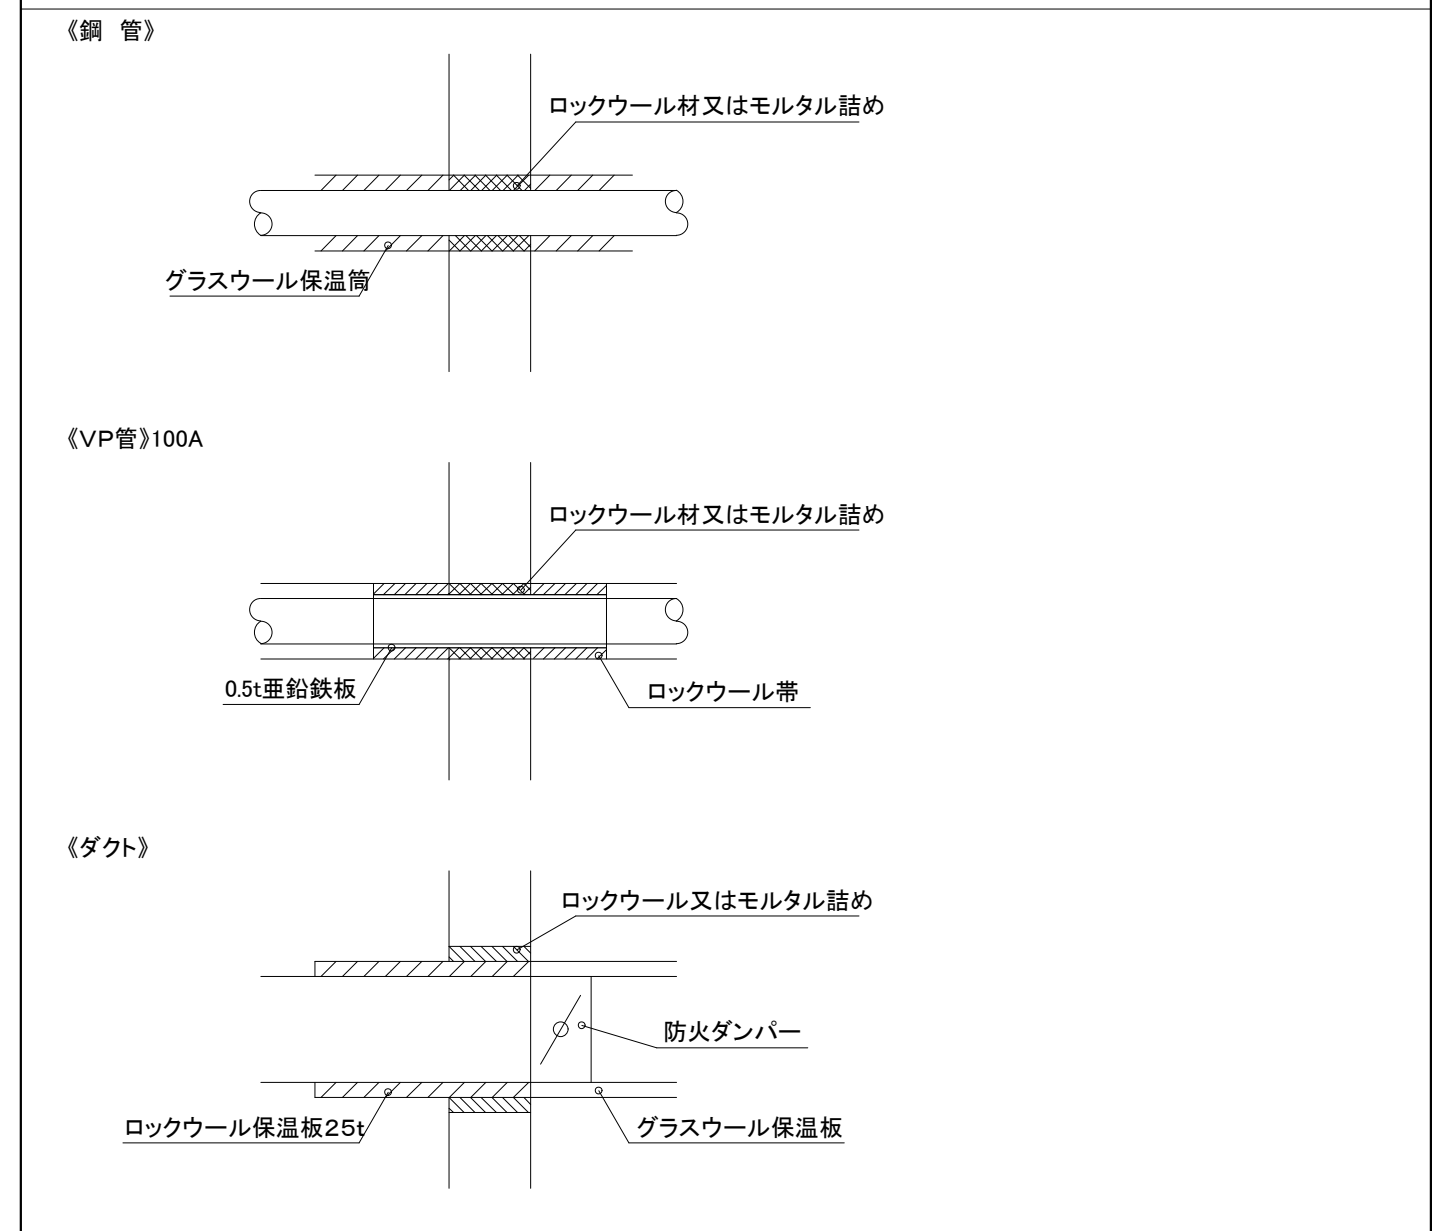 《鋼　管》
ロックウール材又はモルタル詰め
グラスウール保温筒
《VP管》100A
ロックウール材又はモルタル詰め
0.5t亜鉛鉄板
ロックウール帯
《ダクト》
ロックウール又はモルタル詰め
防火ダンパー
ロックウール保温板25t
グラスウール保温板